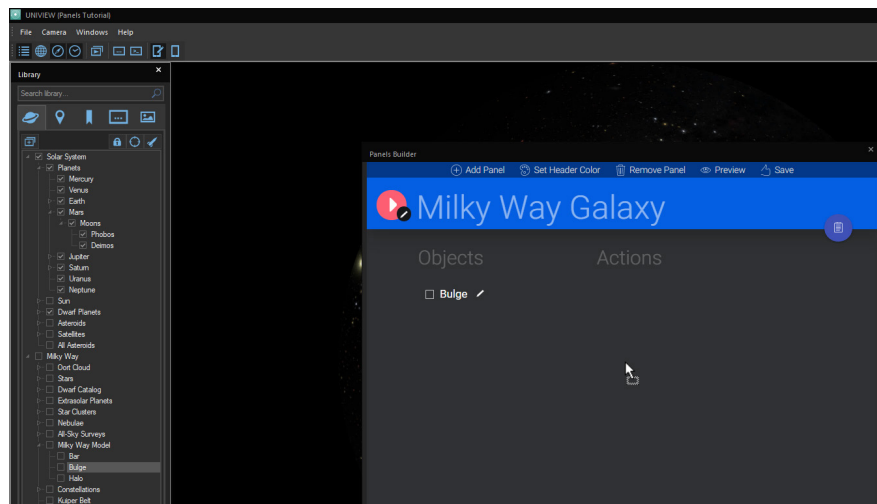 UNIVIEW (Panels Tutorial)
File Camera Windows Help
Library
Search library...
Solar System
Planets
Mercury
Venus
Earth
Mars
Moons
Phobos
Deimos
Jupiter
Saturn
Uranus
Neptune
Sun
Dwarf Planets
Asteroids
Satellites
All Asteroids
Milky Way
Oort Cloud
Stars
Dwarf Catalog
Extrasolar Planets
Star Clusters
Nebulae
All-Sky Surveys
Milky Way Model
Bar
Bulge
Halo
Constellations
Kuiper Belt
Panels Builder
Add Panel Set Header Color Remove Panel Preview Save
Milky Way Galaxy
Objects Actions
Bulge